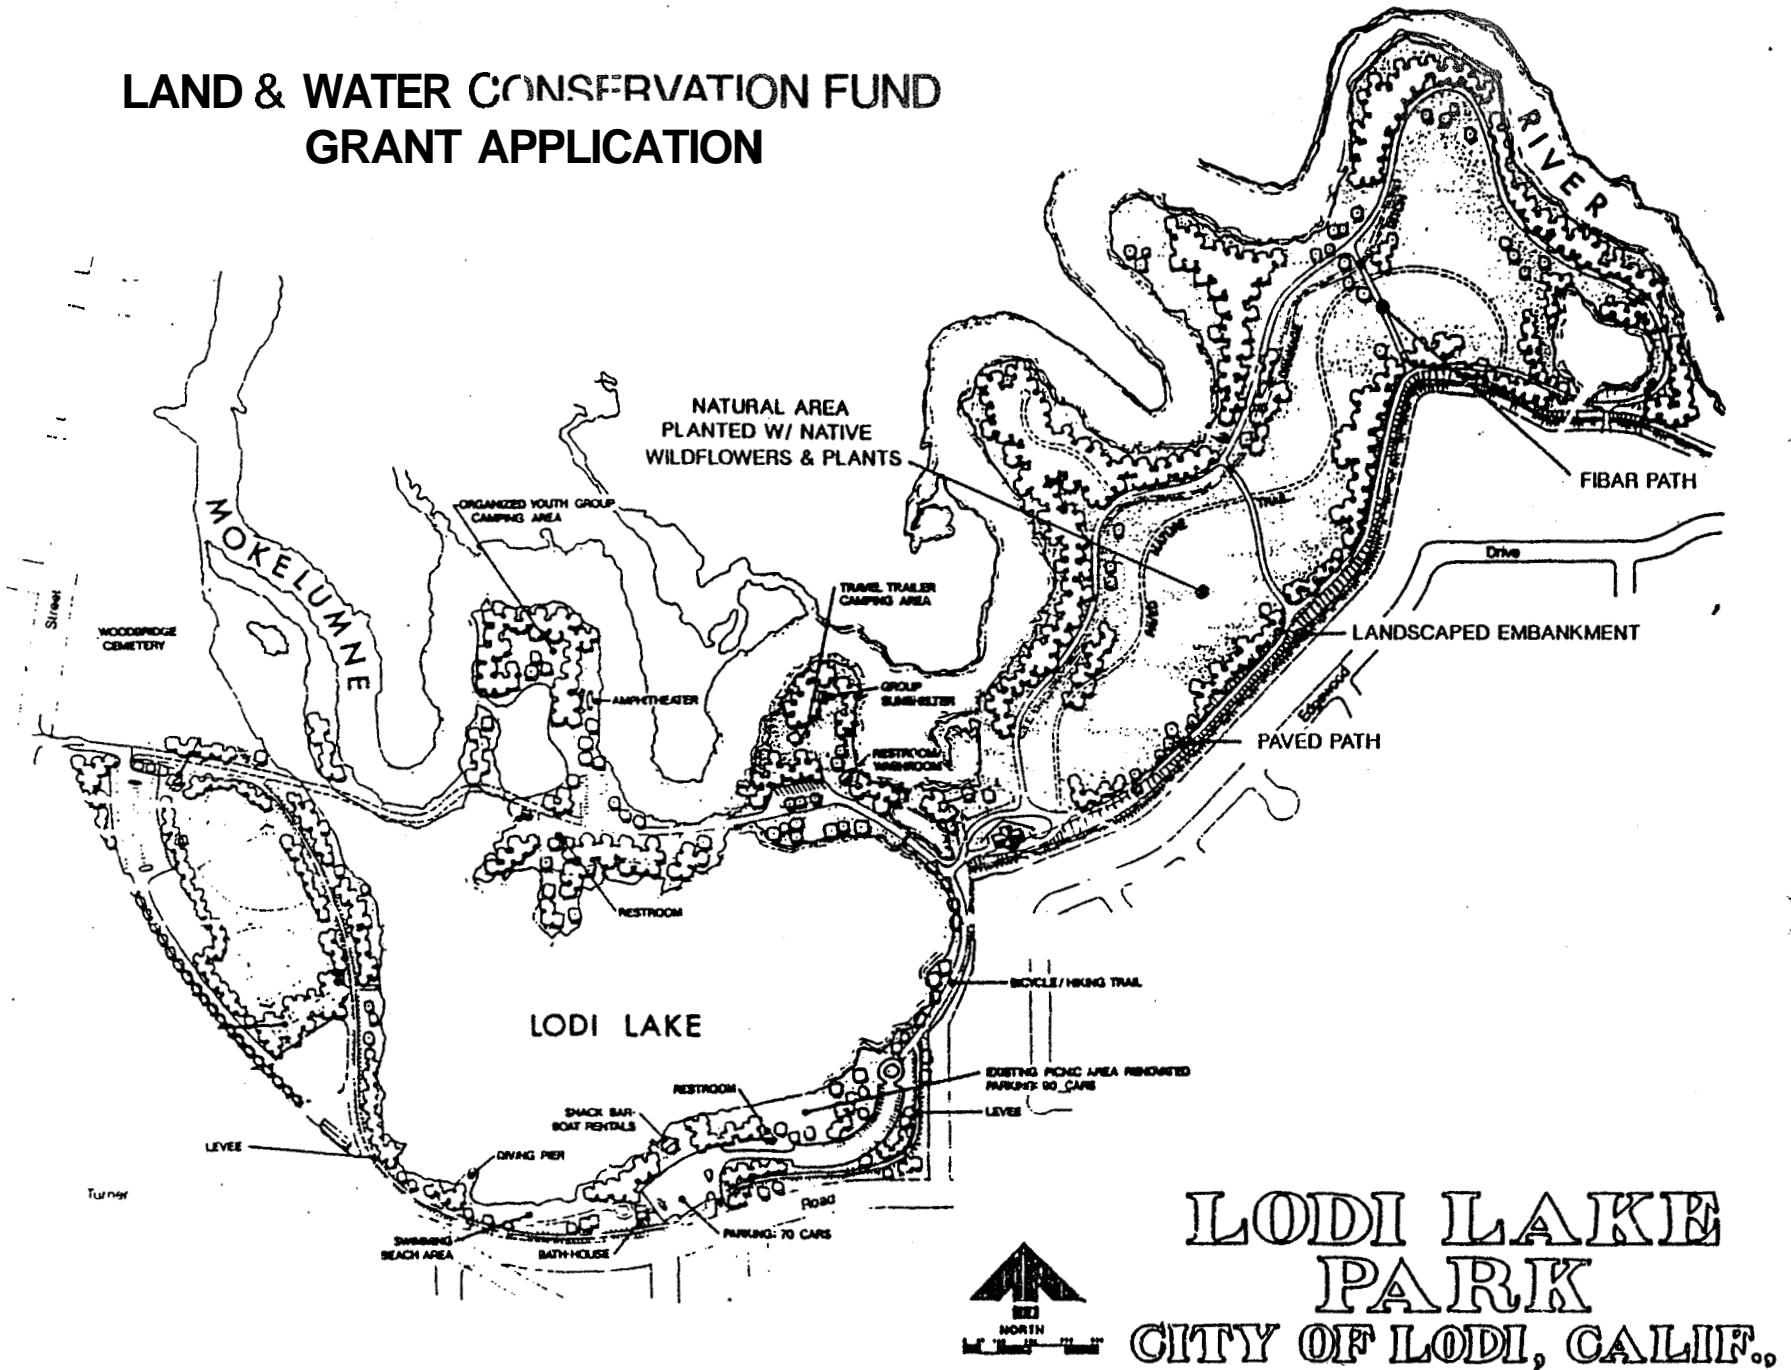 LAND & WATER CONSERVATION FUND
GRANT APPLICATION
RIVER
NATURAL AREA
PLANTED W/ NATIVE
WILDFLOWERS & PLANTS
FIBAR PATH
ORGANIZED YOUTH GROUP
CAMPING AREA
MOKELUMNE
Drive
TRAIL
NATURE
PAVED
TRAVEL TRAILER
CAMPING AREA
Street
WOODBRIDGE
CEMETERY
LANDSCAPED EMBANKMENT
AMPHITHEATER
GROUP
SUNSHELTER
Edgewood
PAVED PATH
RESTROOM/
WASHROOM
RESTROOM
BICYCLE/HIKING TRAIL
LODI LAKE
EXISTING PICNIC AREA RENOVATED
PARKING: 90 CARS
RESTROOM
SNACK BAR-
BOAT RENTALS
LEVEE
LEVEE
DIVING PIER
Turner
Road
SWIMMING
BEACH AREA
BATH-HOUSE
PARKING: 70 CARS
LODI LAKE
PARK
NORTH
CITY OF LODI, CALIF.,